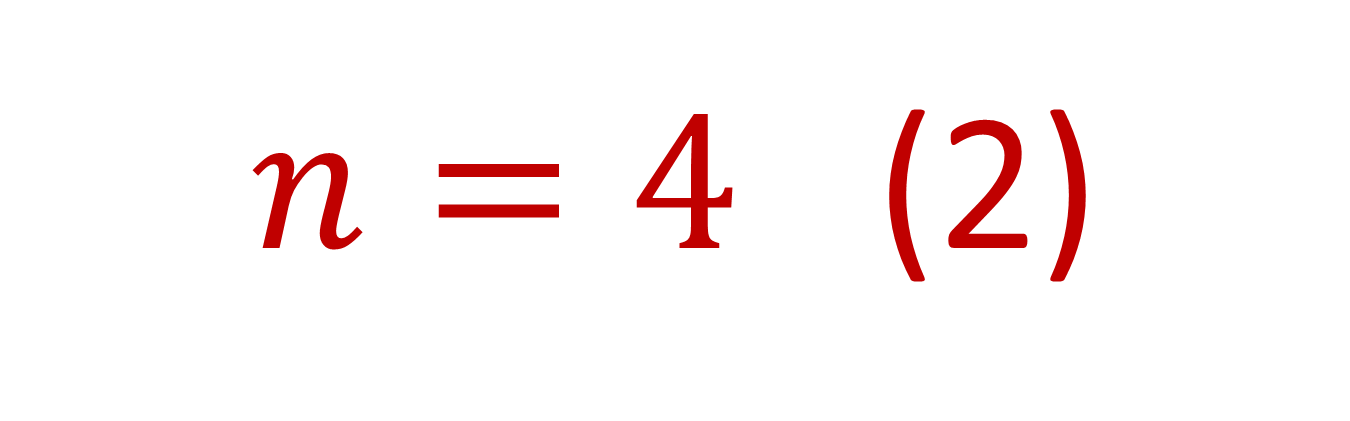 𝑛 = 4 (2)